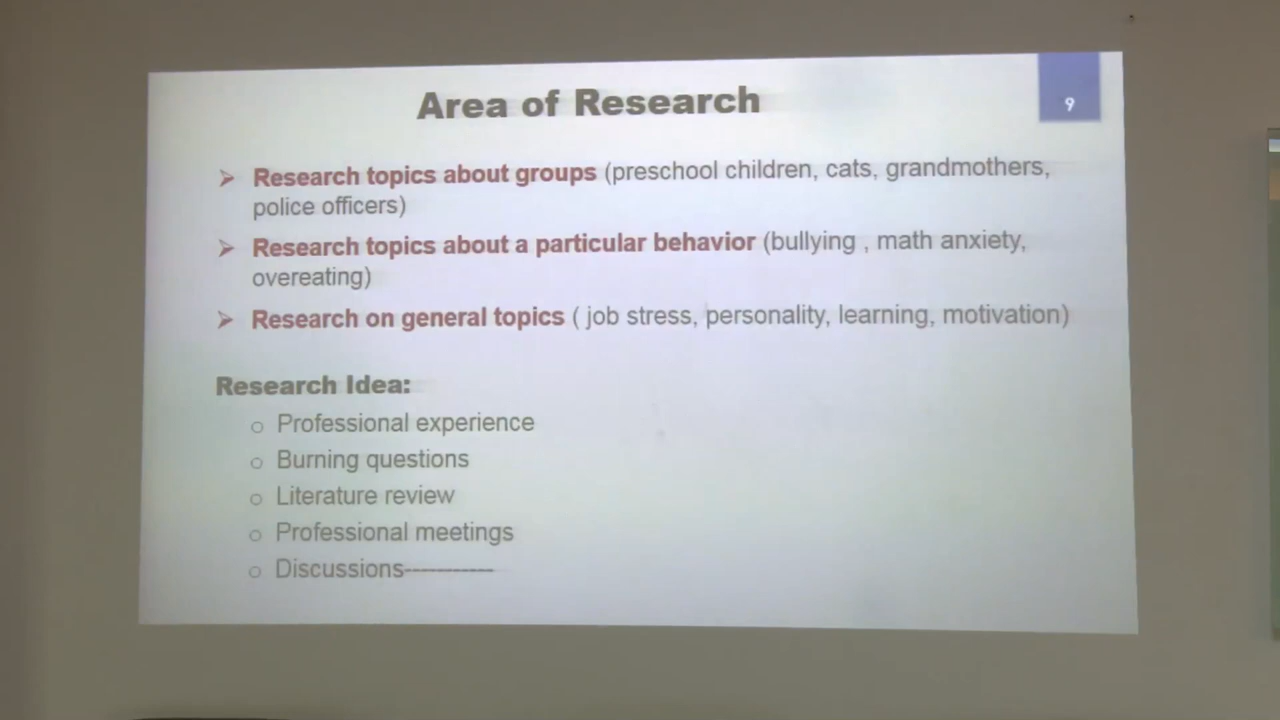 Area of Research
9
➢ Research topics about groups (preschool children, cats, grandmothers,
police officers)
➢ Research topics about a particular behavior (bullying , math anxiety,
overeating)
➢ Research on general topics ( job stress, personality, learning, motivation)
Research Idea:
o Professional experience
o Burning questions
o Literature review
o Professional meetings
o Discussions-----------